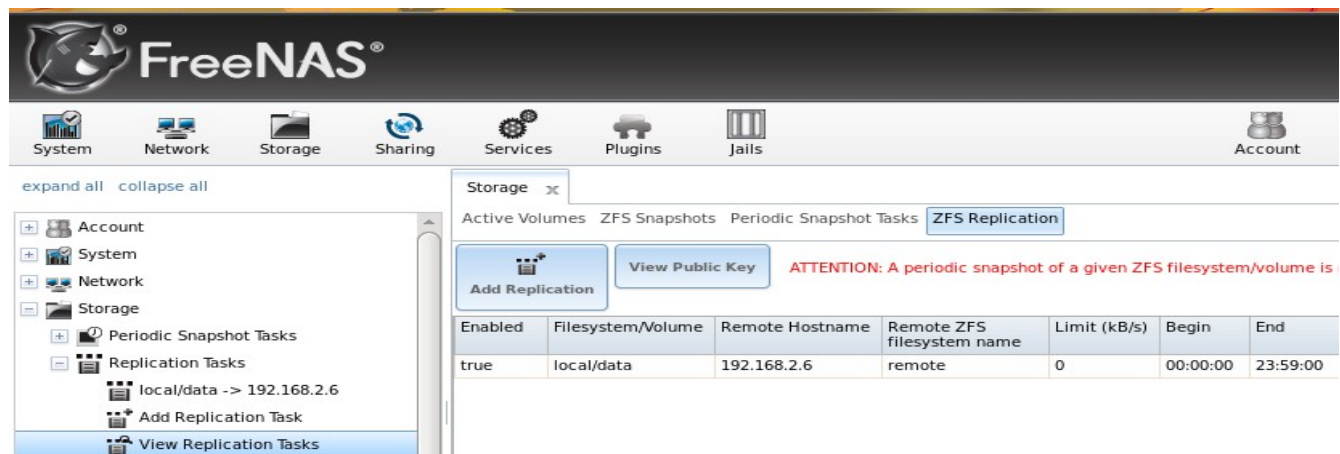 FreeNAS®
System Network Storage Sharing Services Plugins Jails Account
expand all collapse all
Storage x
Active Volumes ZFS Snapshots Periodic Snapshot Tasks ZFS Replication
Account
System
Network
Storage
Periodic Snapshot Tasks
Replication Tasks
local/data -> 192.168.2.6
Add Replication Task
View Replication Tasks
Add Replication
View Public Key
ATTENTION: A periodic snapshot of a given ZFS filesystem/volume is
Enabled Filesystem/Volume Remote Hostname Remote ZFS filesystem name Limit (kB/s) Begin End
true local/data 192.168.2.6 remote 0 00:00:00 23:59:00